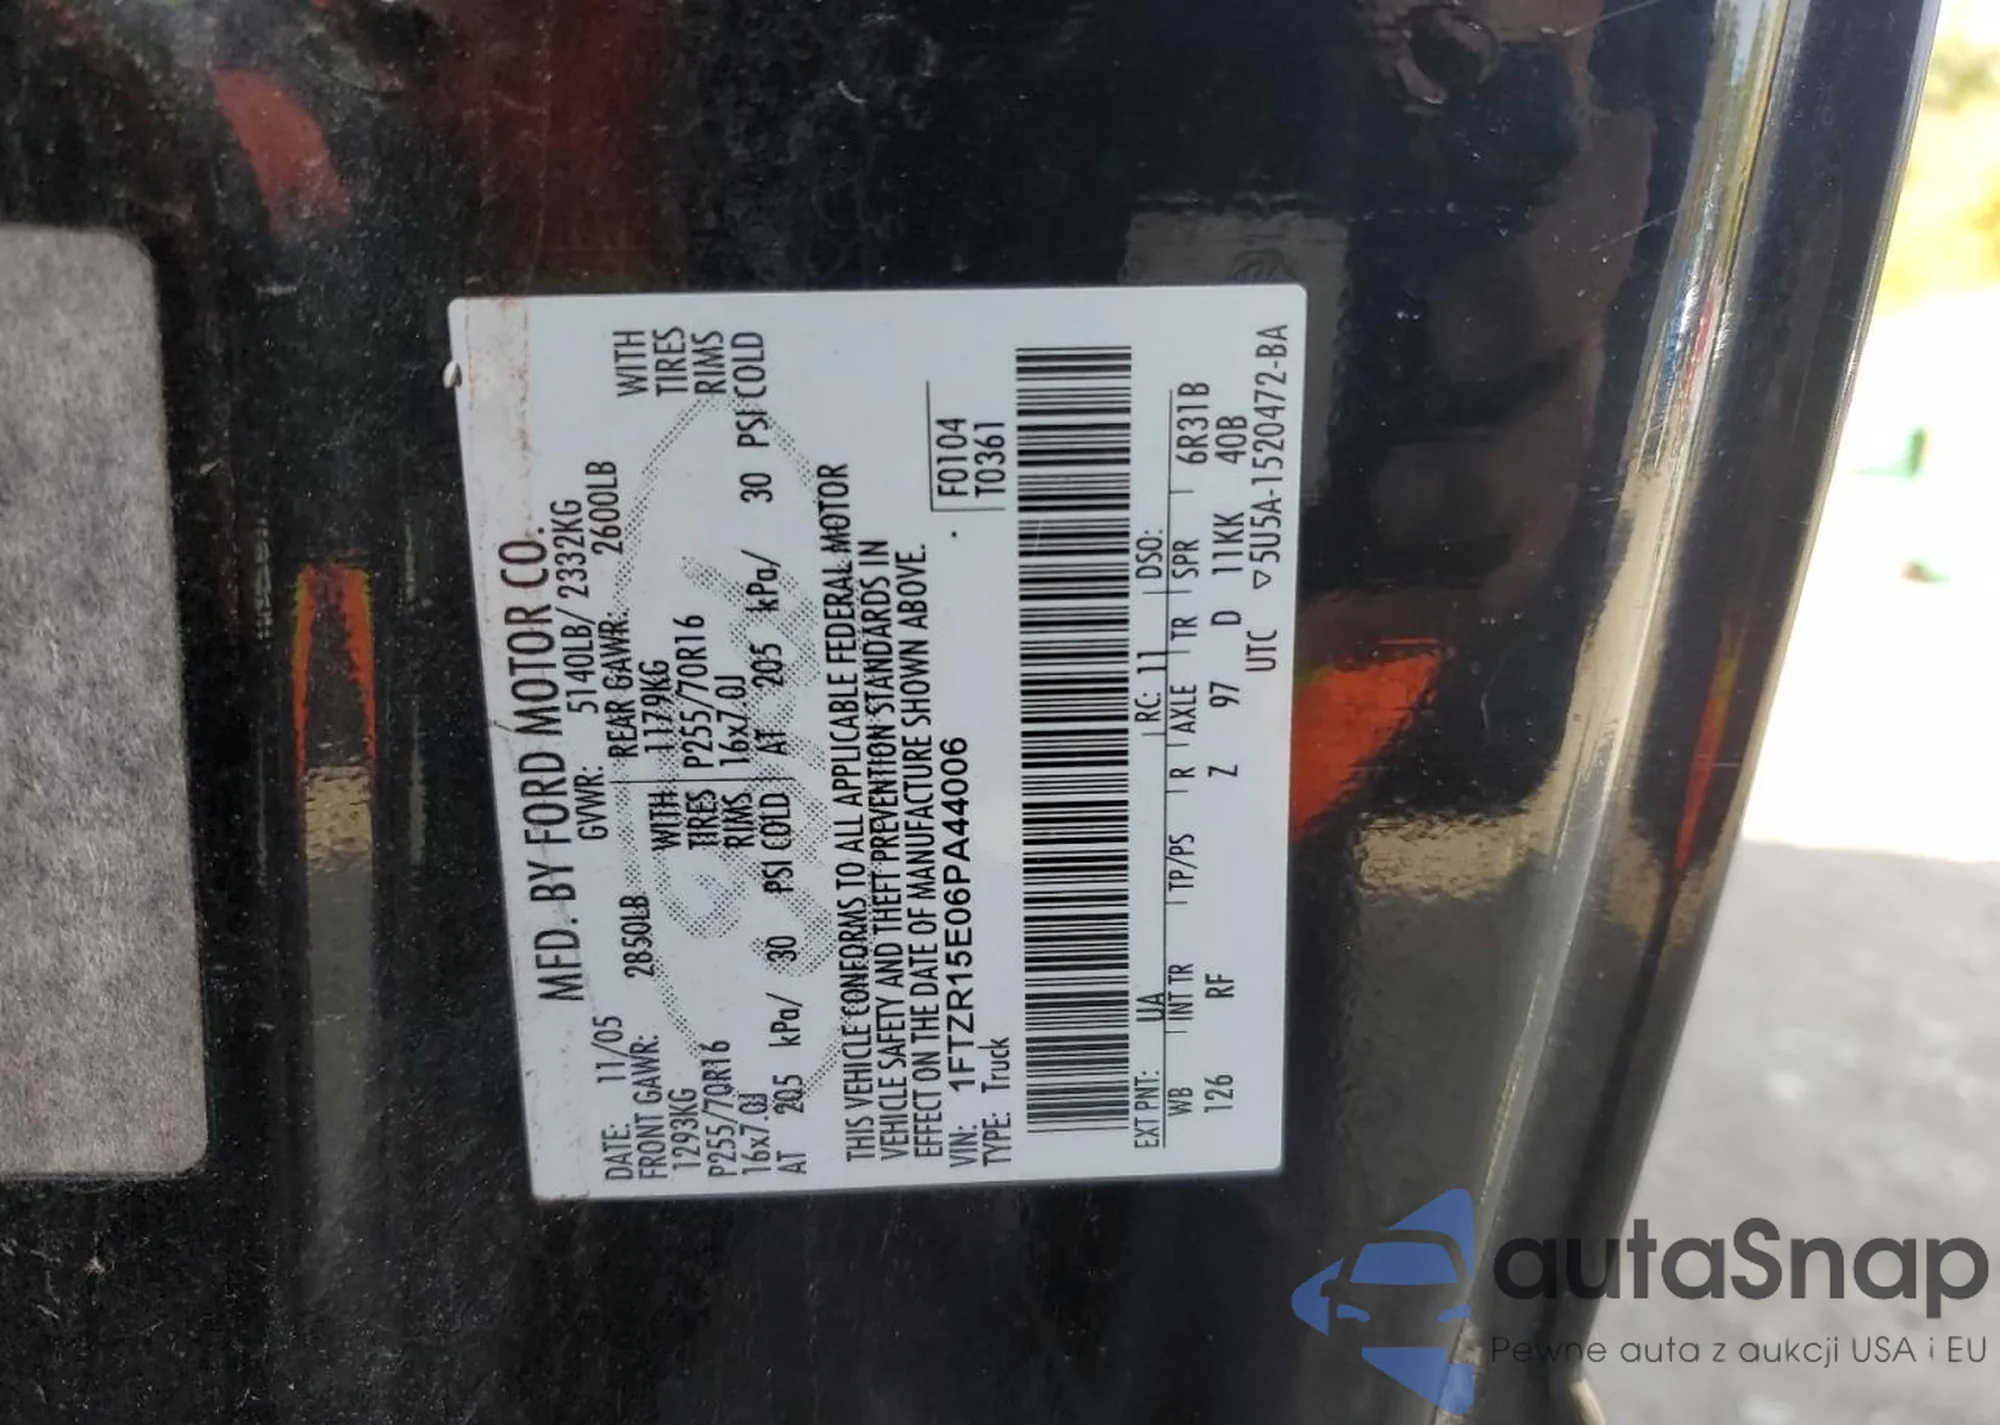 MFD. BY FORD MOTOR CO.
DATE: 11/05 GVWR: 5140LB/ 2332KG
FRONT GAWR: 2850LB REAR GAWR: 2600LB
1293KG WITH 1179KG WITH
P255/70R16 TIRES P255/70R16 TIRES
16x7.0J RIMS 16x7.0J RIMS
AT 205 kPa/ 30 PSI COLD AT 205 kPa/ 30 PSI COLD
THIS VEHICLE CONFORMS TO ALL APPLICABLE FEDERAL MOTOR
VEHICLE SAFETY AND THEFT PREVENTION STANDARDS IN
EFFECT ON THE DATE OF MANUFACTURE SHOWN ABOVE.
VIN: 1FTZR15E06PA44006 F0104
TYPE: Truck T0361
EXT PNT: UA RC: 11 DSO:
WB INT TR TP/PS R AXLE TR SPR 6R31B
126 RF Z 97 D 11KK 40B
UTC ▽5U5A-1520472-BA
autaSnap
Pewne auta z aukcji USA i EU